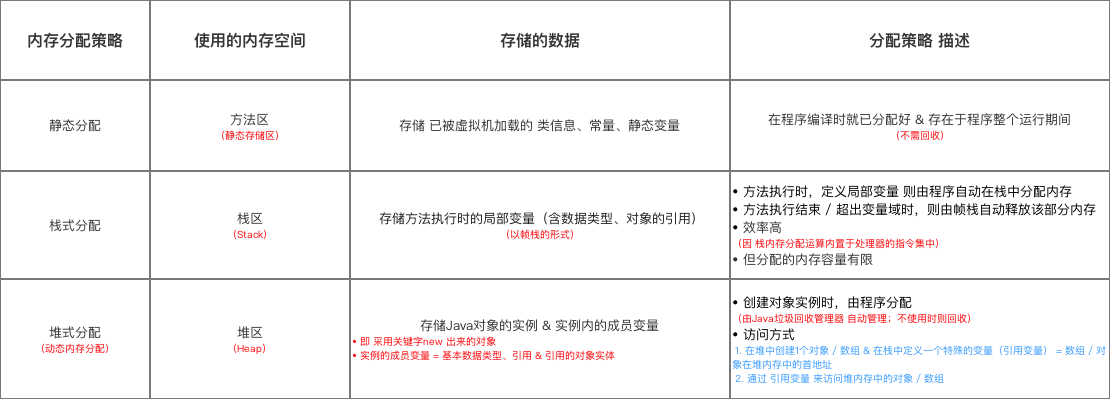 内存分配策略
使用的内存空间
存储的数据
分配策略 描述
静态分配
方法区
（静态存储区）
存储 已被虚拟机加载的 类信息、常量、静态变量
在程序编译时就已分配好 & 存在于程序整个运行期间
（不需回收）
栈式分配
栈区
（Stack）
存储方法执行时的局部变量（含数据类型、对象的引用）
（以帧栈的形式）
• 方法执行时，定义局部变量 则由程序自动在栈中分配内存
• 方法执行结束 / 超出变量域时，则由帧栈自动释放该部分内存
• 效率高
（因 栈内存分配运算内置于处理器的指令集中）
• 但分配的内存容量有限
堆式分配
（动态内存分配）
堆区
（Heap）
存储Java对象的实例 & 实例内的成员变量
• 即 采用关键字new 出来的对象
• 实例的成员变量 = 基本数据类型、引用 & 引用的对象实体
• 创建对象实例时，由程序分配
（由Java垃圾回收管理器 自动管理；不使用时则回收）
• 访问方式
1. 在堆中创建1个对象 / 数组 & 在栈中定义一个特殊的变量（引用变量） = 数组 / 对
象在堆内存中的首地址
2. 通过 引用变量 来访问堆内存中的对象 / 数组